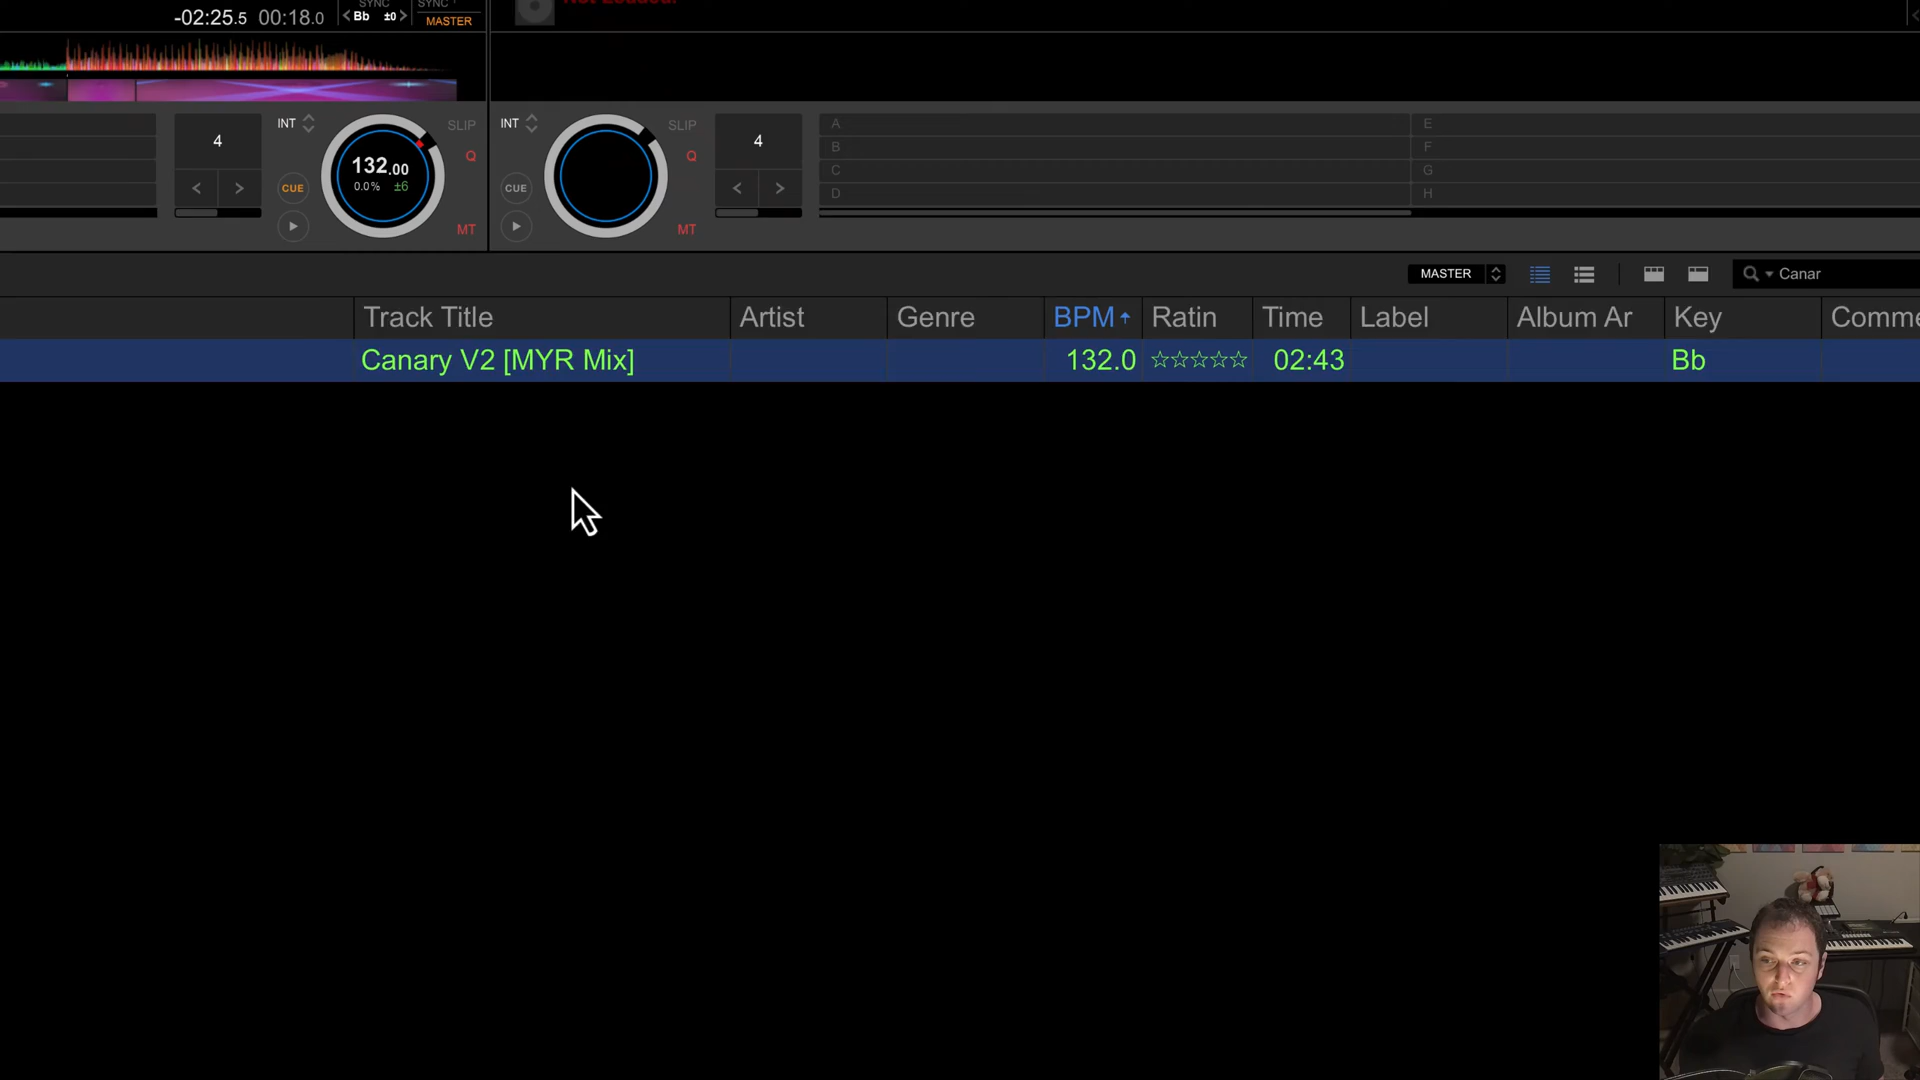 -02:25.5 00:18.0
SYNC
Bb ±0
SYNC
MASTER
Not Loaded.
4
INT
SLIP
132.00
0.0% ±6
Q
CUE
MT
INT
SLIP
Q
CUE
MT
4
A
B
C
D
E
F
G
H
MASTER
Canar
Track Title Artist Genre BPM Ratin Time Label Album Ar Key Comme
Canary V2 [MYR Mix] 132.0 ☆☆☆☆☆ 02:43 Bb